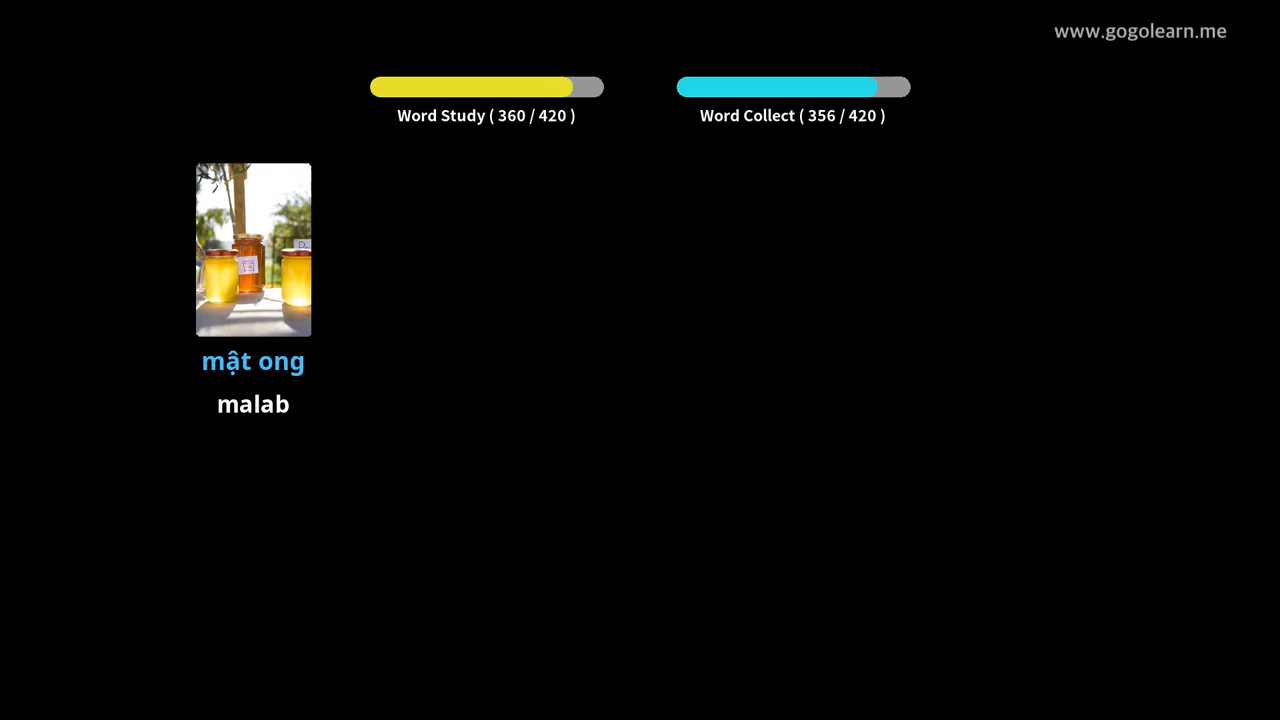 www.gogolearn.me
Word Study ( 360 / 420 )
Word Collect ( 356 / 420 )
mật ong
malab